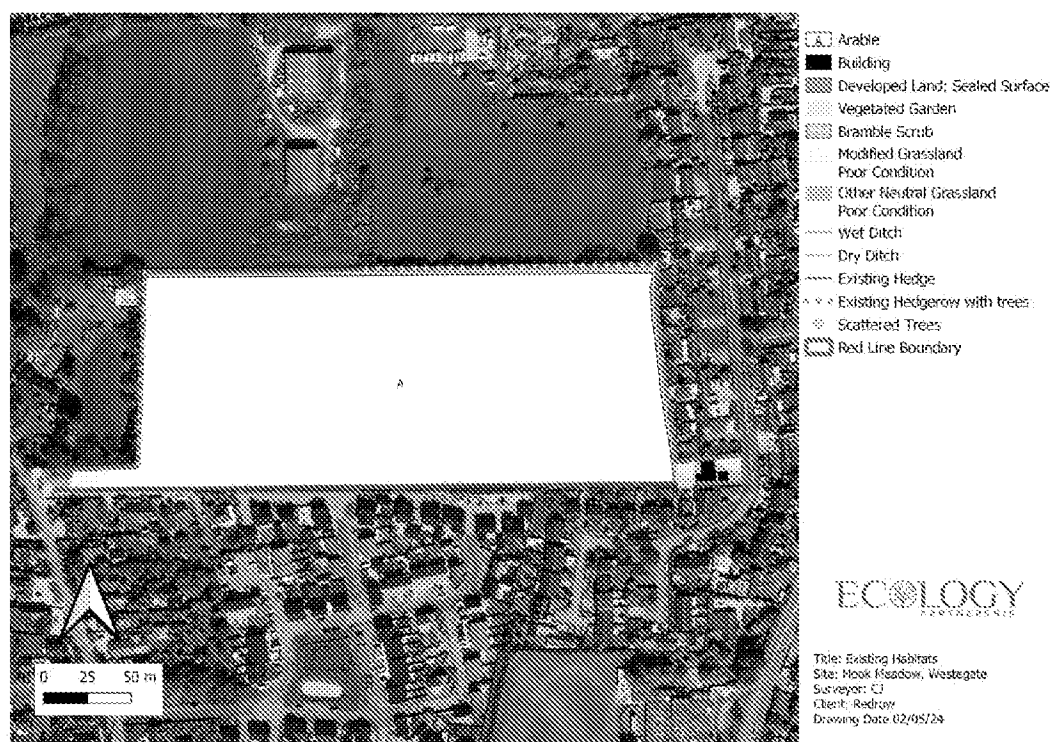 A
Arable
Building
Developed Land; Sealed Surface
Vegetated Garden
Bramble Scrub
Modified Grassland
Poor Condition
Other Neutral Grassland
Poor Condition
Wet Ditch
Dry Ditch
Existing Hedge
Existing Hedgerow with trees
Scattered Trees
Red Line Boundary
A
0 25 50 m
ECOLOGY
Title: Existing Habitats
Site: Monk Meadow, Westegate
Surveyor: CJ
Client: Redrow
Drawing Date 02/05/24